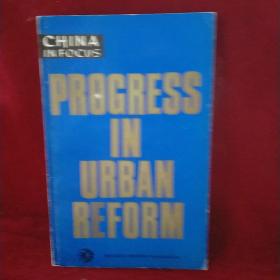 CHINA
IN FOCUS
PROGRESS
IN
URBAN
REFORM